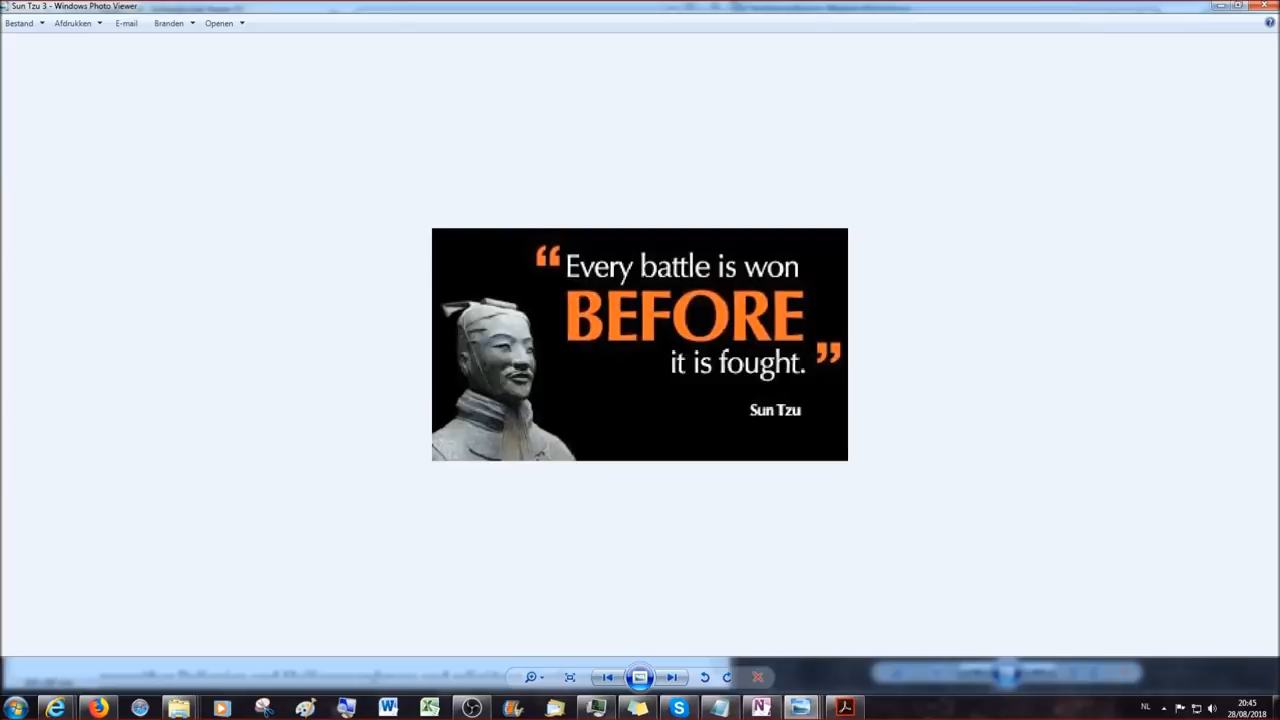 Sun Tzu 3 - Windows Photo Viewer
Bestand Afdrukken E-mail Branden Openen
“Every battle is won
BEFORE
it is fought.”
Sun Tzu
NL
20:45
28/08/2018